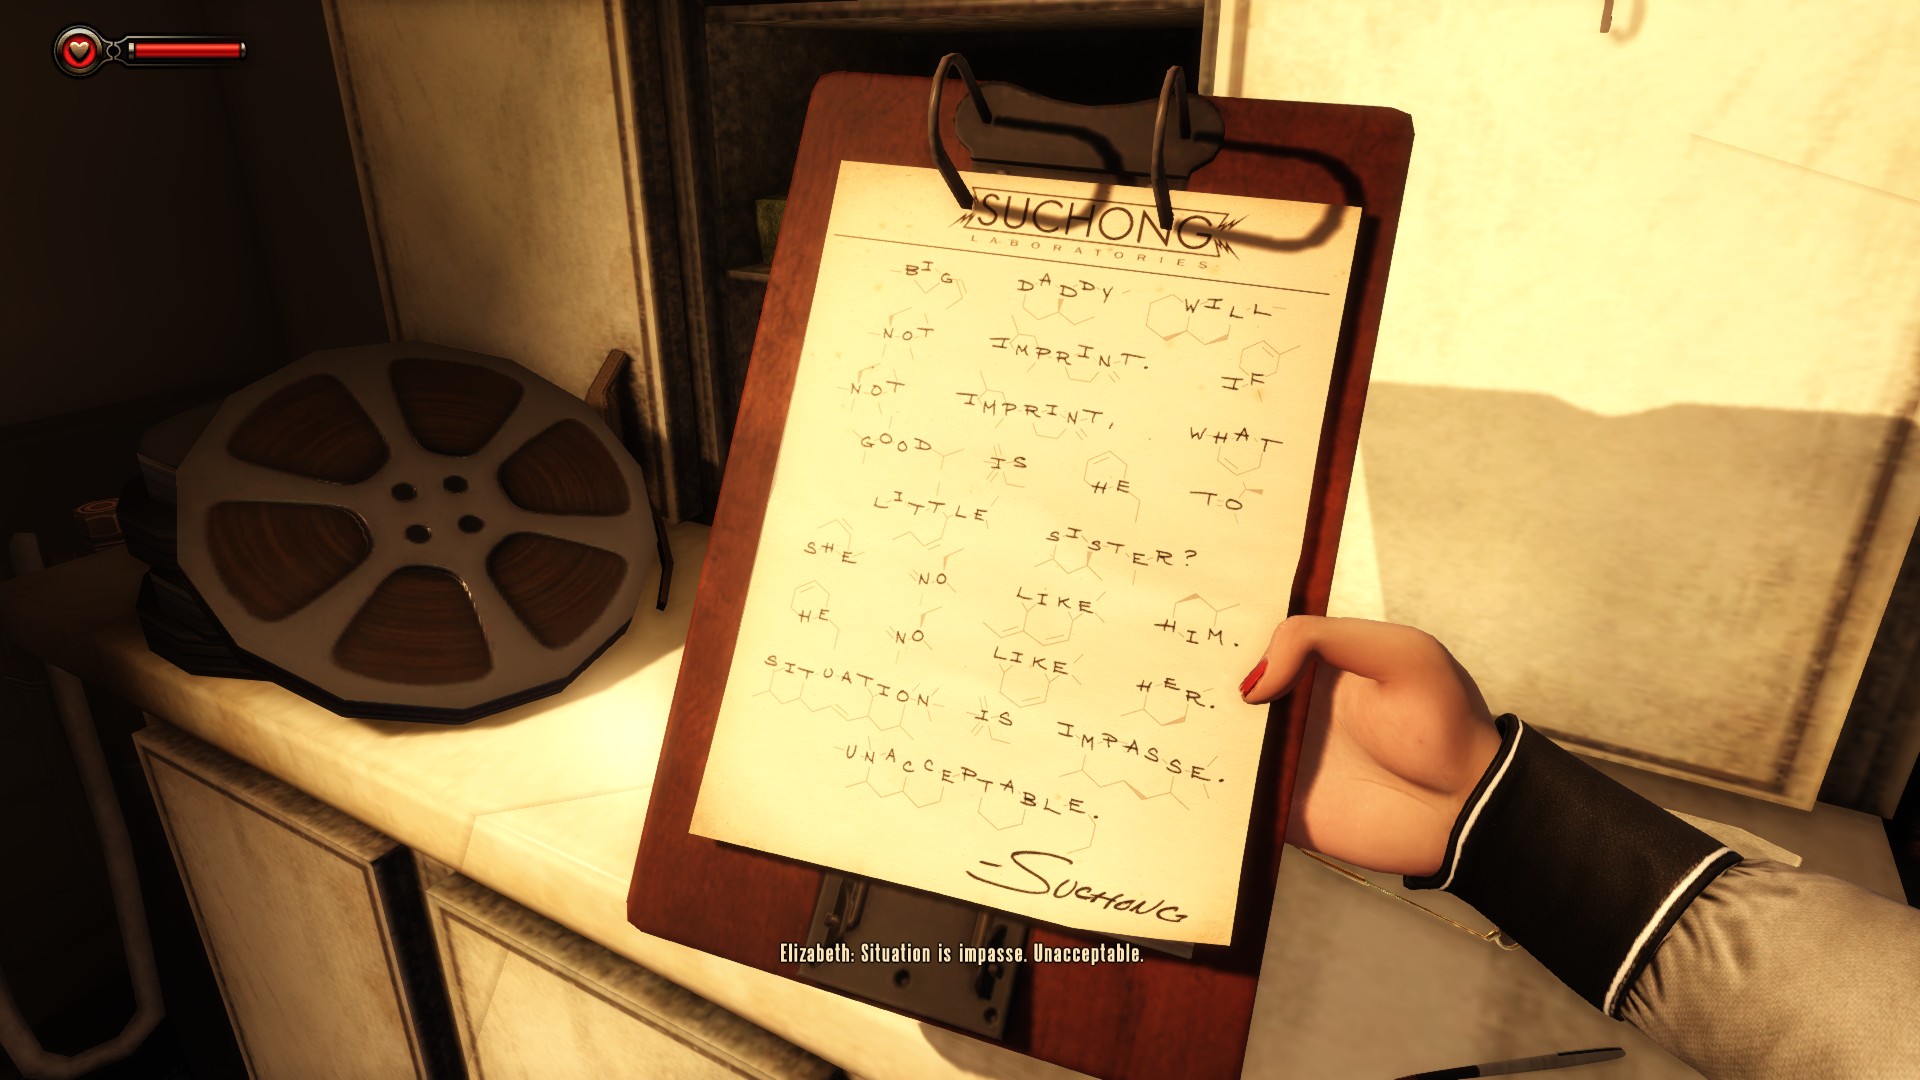 SUCHONG
LABORATORIES
BIG DADDY WILL
NOT IMPRINT. IF
NOT IMPRINT, WHAT
GOOD IS HE TO
LITTLE SISTER?
SHE NO LIKE HIM.
HE NO LIKE HER.
SITUATION IS IMPASSE.
UNACCEPTABLE.
-SUCHONG
Elizabeth: Situation is impasse. Unacceptable.